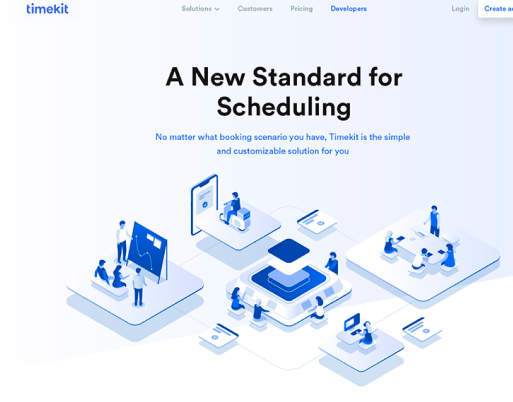 timekit
Solutions
Customers
Pricing
Developers
Login
Create
A New Standard for
Scheduling
No matter what booking scenario you have, Timekit is the simple
and customizable solution for you